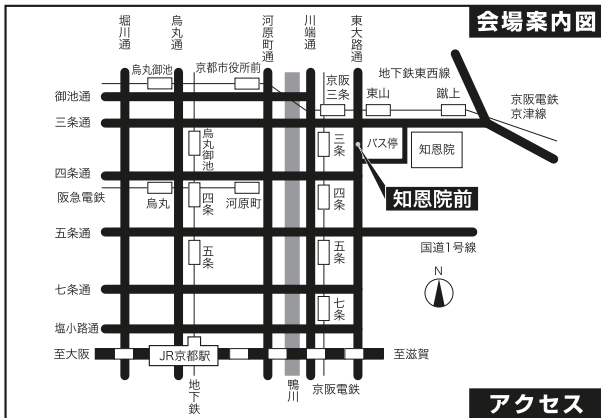 会場案内図
堀川通
烏丸通
河原町通
川端通
東大路通
烏丸御池
京都市役所前
京阪
三条
地下鉄東西線
東山
蹴上
京阪電鉄
京津線
御池通
三条通
烏丸御池
三条
バス停
知恩院
四条通
阪急電鉄
烏丸
四条
河原町
四条
知恩院前
五条通
国道1号線
五条
五条
N
七条通
七条
塩小路通
至大阪
JR京都駅
至滋賀
地下鉄
鴨川
京阪電鉄
アクセス